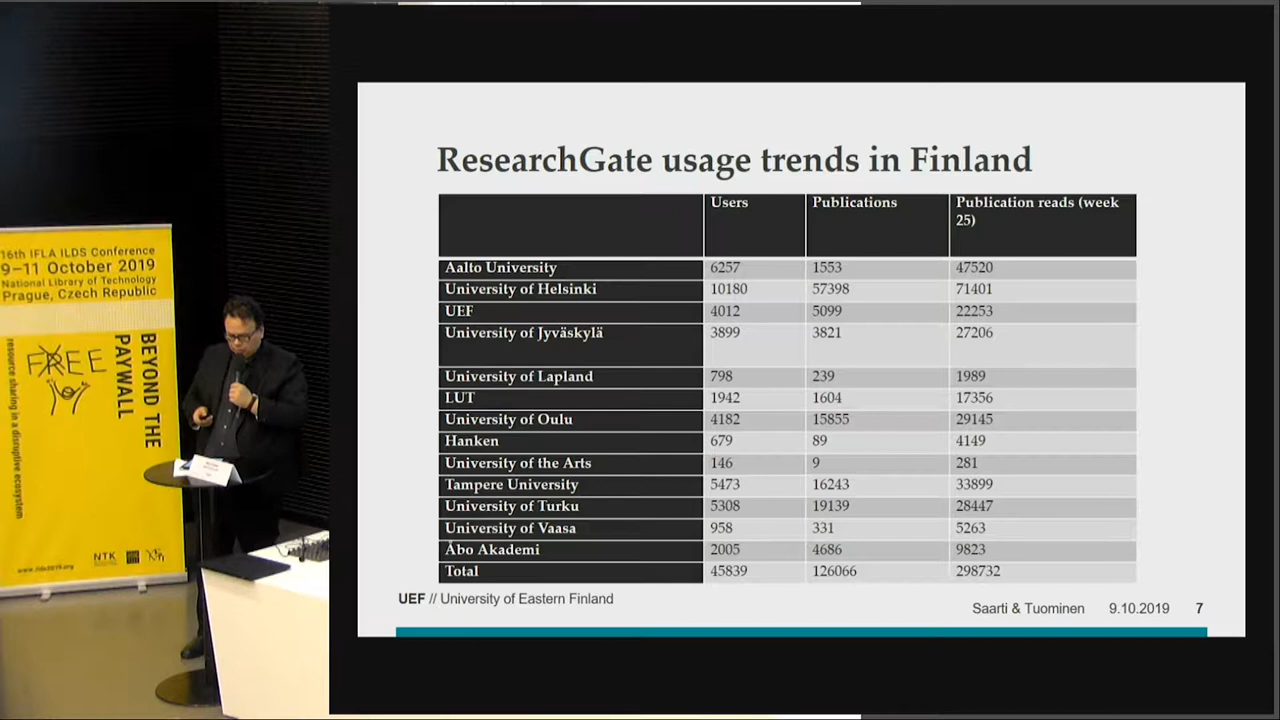 16th IFLA ILDS Conference
9–11 October 2019
National Library of Technology
Prague, Czech Republic
BEYOND THE
PAYWALL
FREE
resource sharing in a disruptive ecosystem
NTK
www.ilds2019.org
ResearchGate usage trends in Finland
Users Publications Publication reads (week
25)
Aalto University 6257 1553 47520
University of Helsinki 10180 57398 71401
UEF 4012 5099 22253
University of Jyväskylä 3899 3821 27206
University of Lapland 798 239 1989
LUT 1942 1604 17356
University of Oulu 4182 15855 29145
Hanken 679 89 4149
University of the Arts 146 9 281
Tampere University 5473 16243 33899
University of Turku 5308 19139 28447
University of Vaasa 958 331 5263
Åbo Akademi 2005 4686 9823
Total 45839 126066 298732
UEF // University of Eastern Finland
Saarti & Tuominen 9.10.2019 7